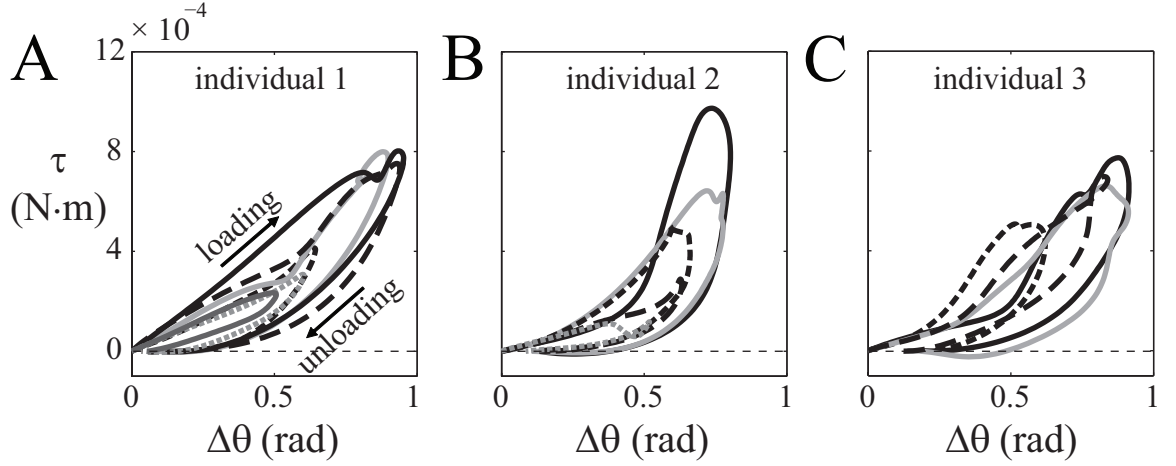 A
× 10⁻⁴
12
8
4
0
τ
(N·m)
individual 1
loading
unloading
0
0.5
1
Δθ (rad)
B
individual 2
0
0.5
1
Δθ (rad)
C
individual 3
0
0.5
1
Δθ (rad)